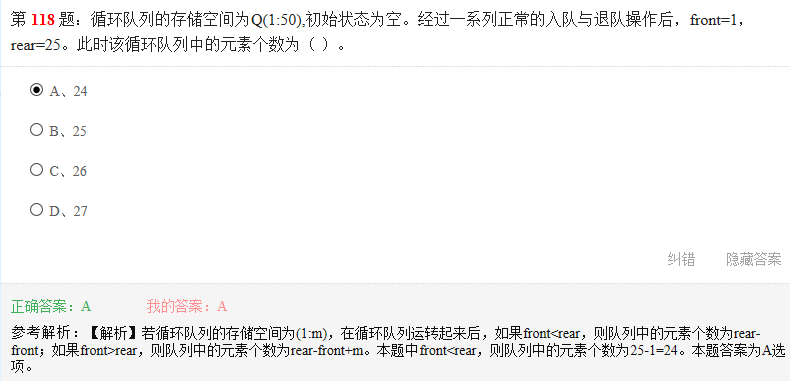 第 118 题：循环队列的存储空间为Q(1:50),初始状态为空。经过一系列正常的入队与退队操作后，front=1，
rear=25。此时该循环队列中的元素个数为（ ）。
A、24
B、25
C、26
D、27
纠错 隐藏答案
正确答案：A 我的答案：A
参考解析：【解析】若循环队列的存储空间为(1:m)，在循环队列运转起来后，如果front<rear，则队列中的元素个数为rear-
front；如果front>rear，则队列中的元素个数为rear-front+m。本题中front<rear，则队列中的元素个数为25-1=24。本题答案为A选
项。